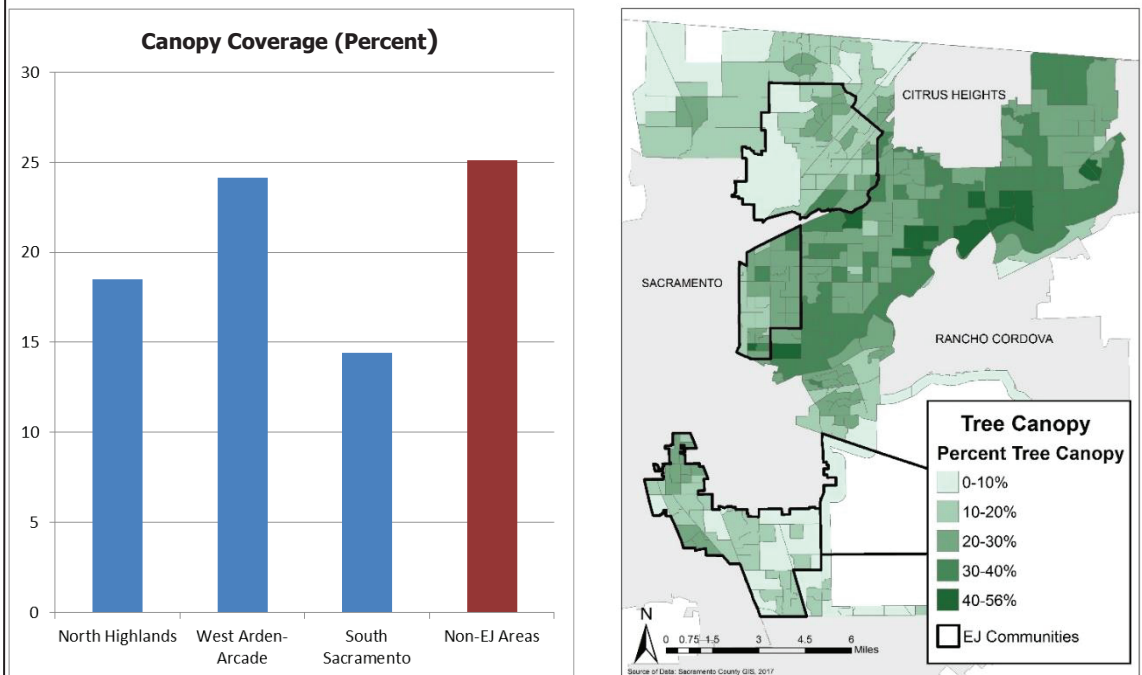 Canopy Coverage (Percent)
30
25
20
15
10
5
0
North Highlands
West Arden-
Arcade
South
Sacramento
Non-EJ Areas
CITRUS HEIGHTS
SACRAMENTO
RANCHO CORDOVA
Tree Canopy
Percent Tree Canopy
0-10%
10-20%
20-30%
30-40%
40-56%
EJ Communities
N
0 0.75 1.5 3 4.5 6
Miles
Source of Data: Sacramento County GIS, 2017